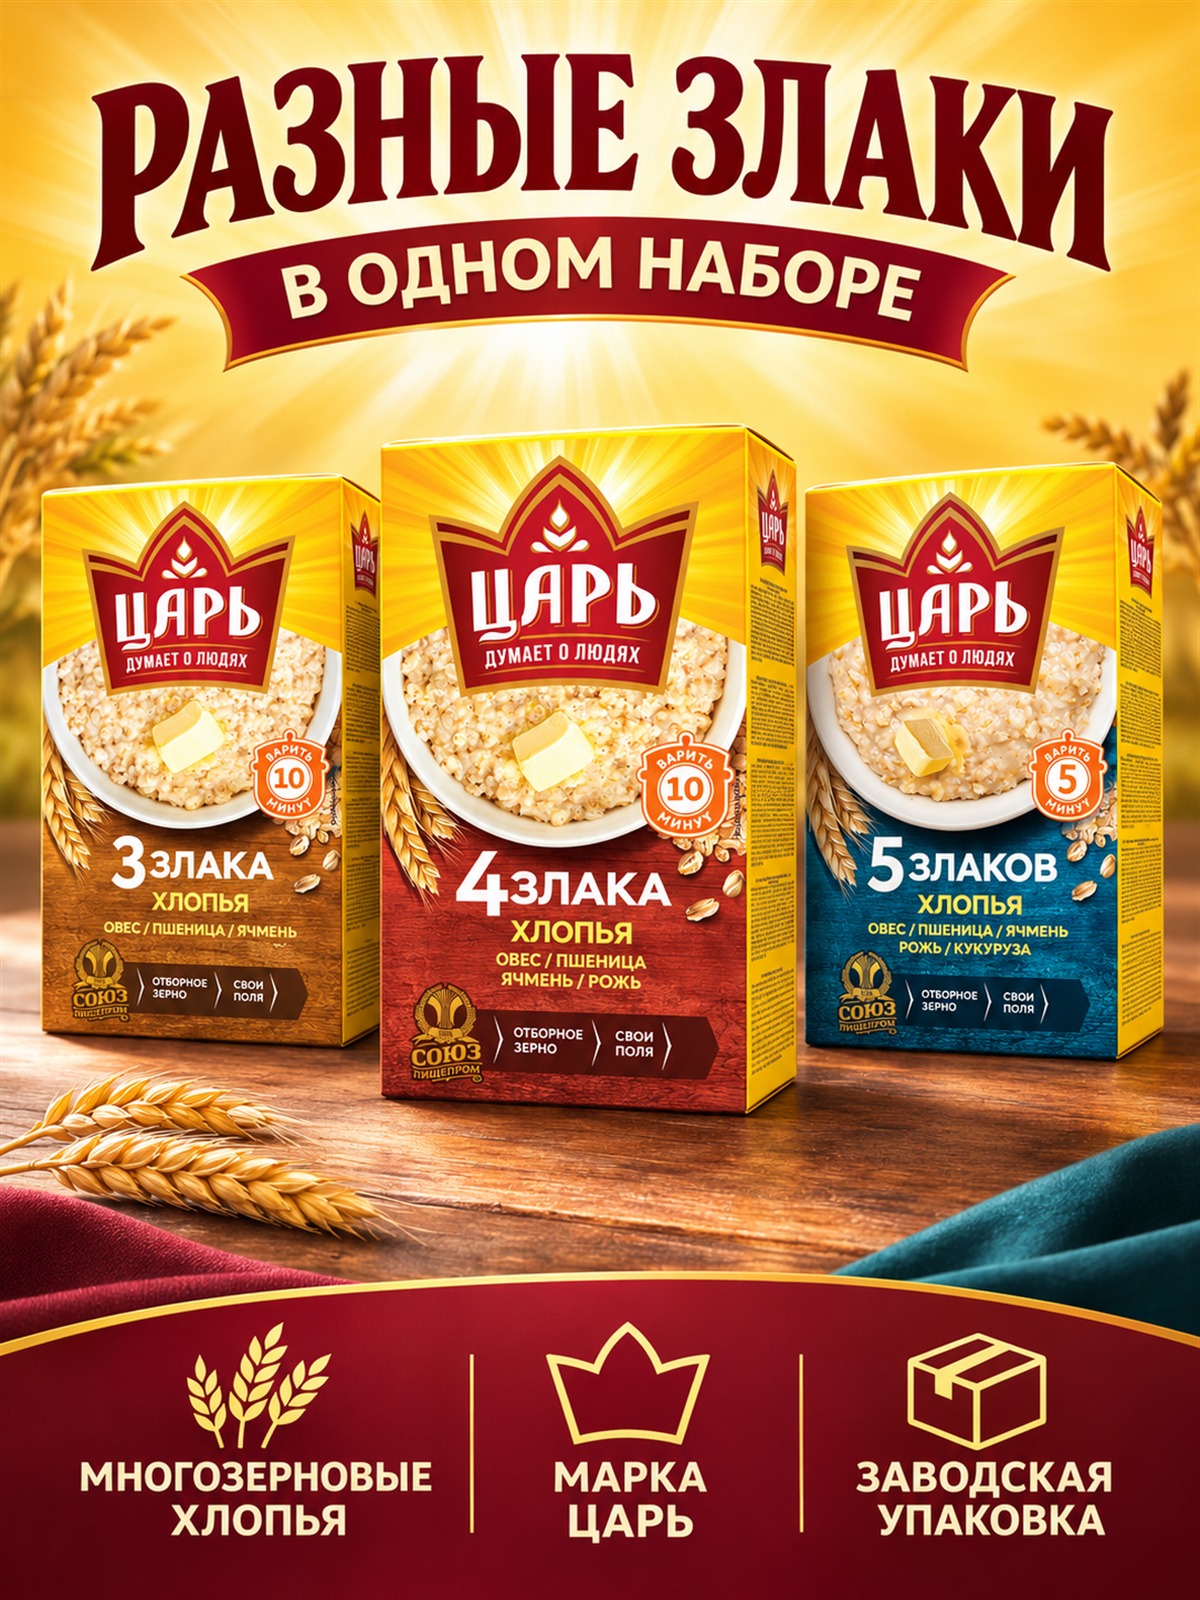 РАЗНЫЕ ЗЛАКИ
В ОДНОМ НАБОРЕ
ЦАРЬ
ДУМАЕТ О ЛЮДЯХ
ВАРИТЬ
10
МИНУТ
3 ЗЛАКА
ХЛОПЬЯ
ОВЕС / ПШЕНИЦА / ЯЧМЕНЬ
СОЮЗ
ПИЩЕПРОМ
ОТБОРНОЕ
ЗЕРНО
СВОИ
ПОЛЯ
ЦАРЬ
ЦАРЬ
ДУМАЕТ О ЛЮДЯХ
ВАРИТЬ
10
МИНУТ
4 ЗЛАКА
ХЛОПЬЯ
ОВЕС / ПШЕНИЦА
ЯЧМЕНЬ / РОЖЬ
СОЮЗ
ПИЩЕПРОМ
ОТБОРНОЕ
ЗЕРНО
СВОИ
ПОЛЯ
ЦАРЬ
ЦАРЬ
ДУМАЕТ О ЛЮДЯХ
ВАРИТЬ
5
МИНУТ
5 ЗЛАКОВ
ХЛОПЬЯ
ОВЕС / ПШЕНИЦА / ЯЧМЕНЬ
РОЖЬ / КУКУРУЗА
СОЮЗ
ПИЩЕПРОМ
ОТБОРНОЕ
ЗЕРНО
СВОИ
ПОЛЯ
ЦАРЬ
МНОГОЗЕРНОВЫЕ
ХЛОПЬЯ
МАРКА
ЦАРЬ
ЗАВОДСКАЯ
УПАКОВКА